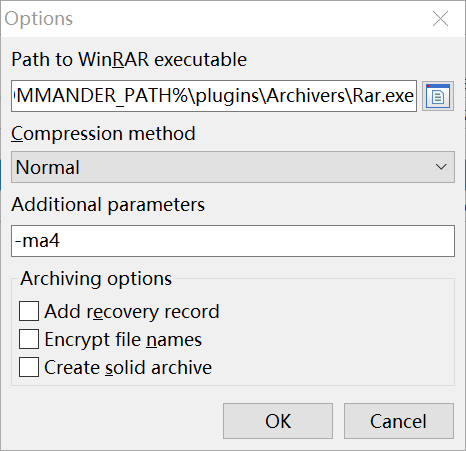 Options
Path to WinRAR executable
OMMANDER_PATH%\plugins\Archivers\Rar.exe
Compression method
Normal
Additional parameters
-ma4
Archiving options
Add recovery record
Encrypt file names
Create solid archive
OK
Cancel